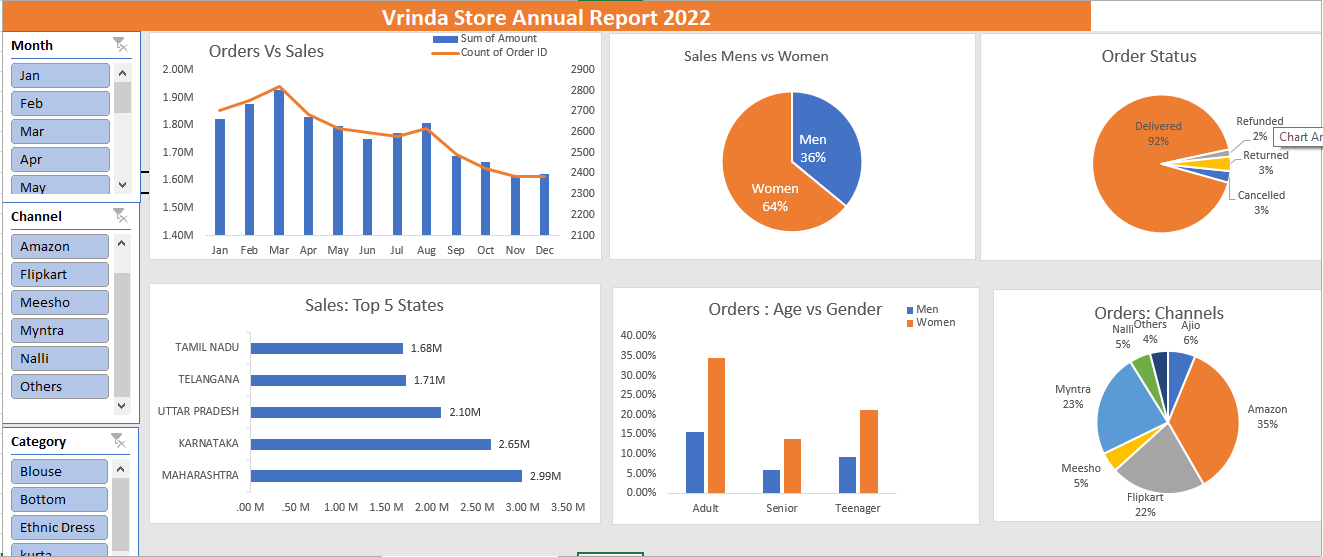 Vrinda Store Annual Report 2022
Month
Jan
Feb
Mar
Apr
May
Channel
Amazon
Flipkart
Meesho
Myntra
Nalli
Others
Category
Blouse
Bottom
Ethnic Dress
kurta
Orders Vs Sales
Sum of Amount
Count of Order ID
2.00M
1.90M
1.80M
1.70M
1.60M
1.50M
1.40M
2900
2800
2700
2600
2500
2400
2300
2200
2100
Jan Feb Mar Apr May Jun Jul Aug Sep Oct Nov Dec
Sales Mens vs Women
Men
36%
Women
64%
Order Status
Delivered
92%
Refunded
2%
Chart Ar
Returned
3%
Cancelled
3%
Sales: Top 5 States
TAMIL NADU 1.68M
TELANGANA 1.71M
UTTAR PRADESH 2.10M
KARNATAKA 2.65M
MAHARASHTRA 2.99M
.00 M .50 M 1.00 M 1.50 M 2.00 M 2.50 M 3.00 M 3.50 M
Orders : Age vs Gender
Men
Women
40.00%
35.00%
30.00%
25.00%
20.00%
15.00%
10.00%
5.00%
0.00%
Adult Senior Teenager
Orders: Channels
Nalli
5%
Others
4%
Ajio
6%
Myntra
23%
Amazon
35%
Meesho
5%
Flipkart
22%